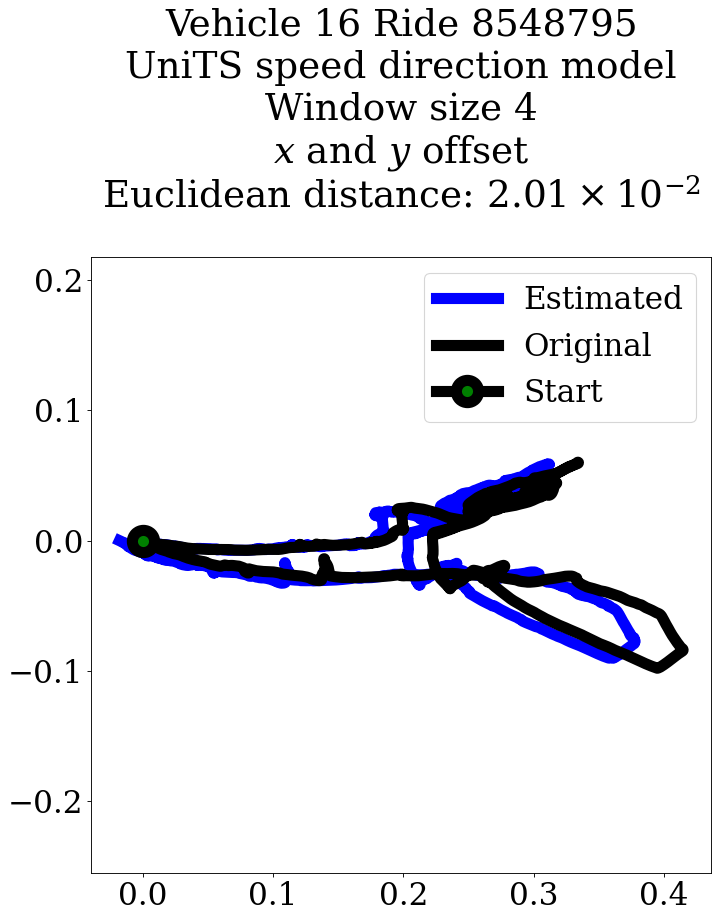 Vehicle 16 Ride 8548795
UniTS speed direction model
Window size 4
x and y offset
Euclidean distance: 2.01 × 10⁻²
Estimated
Original
Start
0.2
0.1
0.0
−0.1
−0.2
0.0 0.1 0.2 0.3 0.4